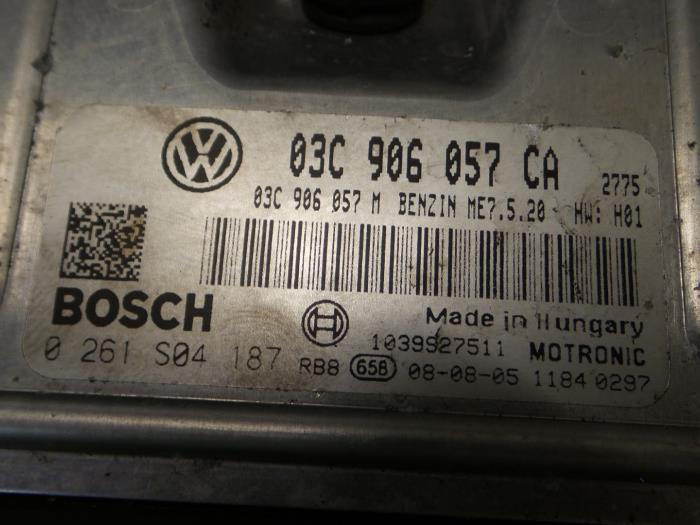 03C 906 057 CA 2775
03C 906 057 M BENZIN ME7.5.20 HW: H01
BOSCH
Made in Hungary
1039S27511 MOTRONIC
0 261 S04 187 RB8 658 08-08-05 1184 0297